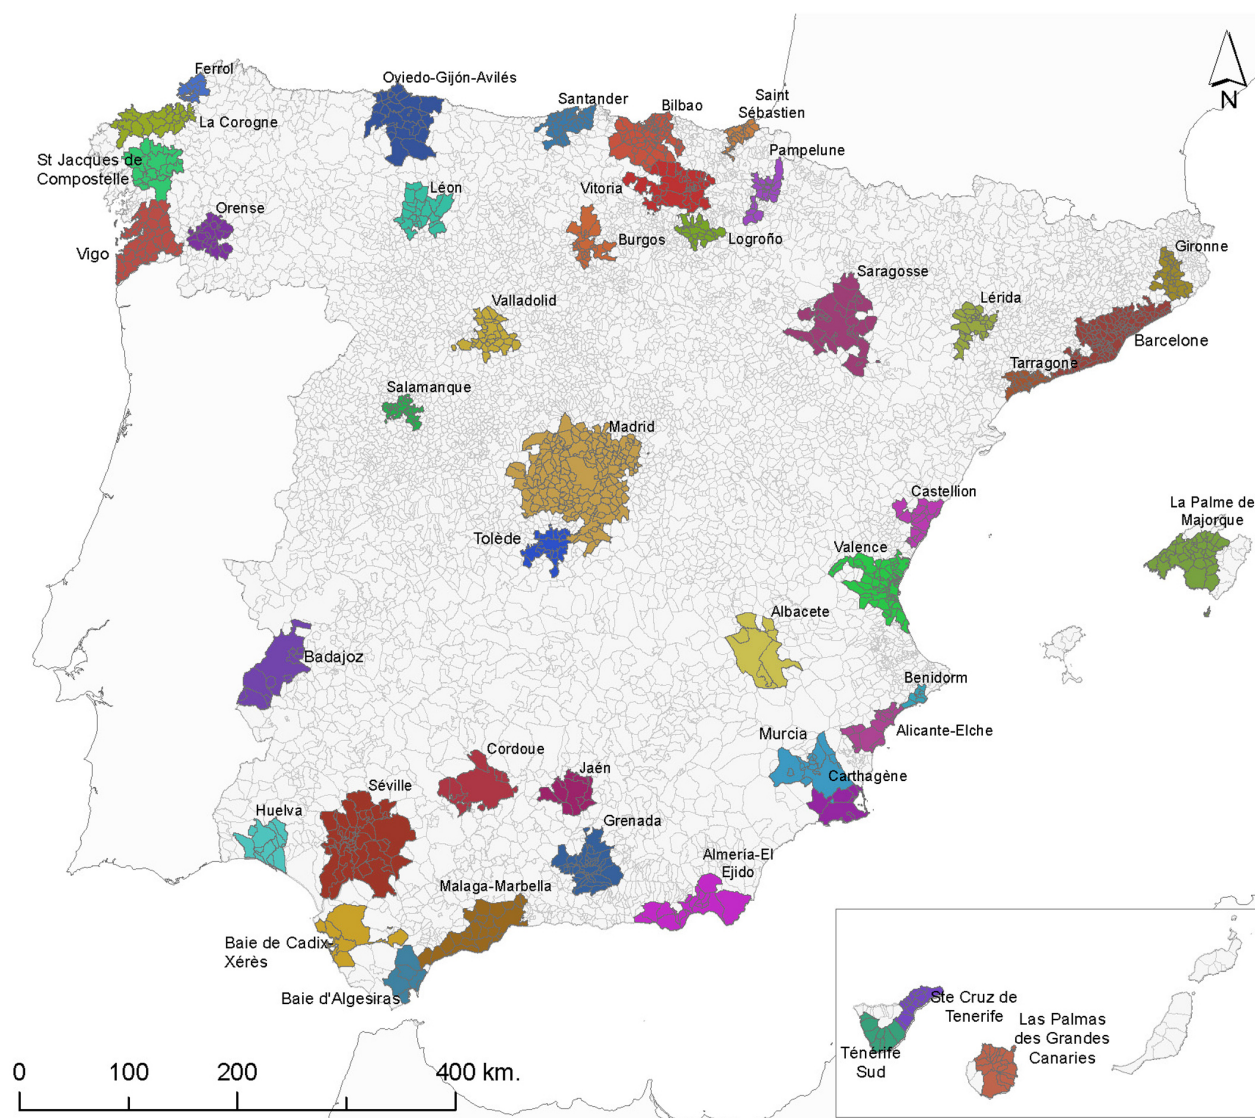 Ferrol
Oviedo-Gijón-Avilés
Santander
Bilbao
Saint
Sébastien
N
La Corogne
St Jacques de
Compostelle
Léon
Vitoria
Pampelune
Orense
Vigo
Burgos
Logroño
Gironne
Saragosse
Valladolid
Lérida
Barcelone
Tarragone
Salamanque
Madrid
Castellion
La Palme de
Majorque
Tolède
Valence
Albacete
Badajoz
Benidorm
Alicante-Elche
Murcia
Carthagène
Cordoue
Jaén
Séville
Huelva
Grenada
Almería-El
Ejido
Malaga-Marbella
Baie de Cadix-
Xérès
Baie d'Algesiras
Ste Cruz de
Tenerife
Las Palmas
des Grandes
Canaries
Ténérife
Sud
0 100 200 400 km.